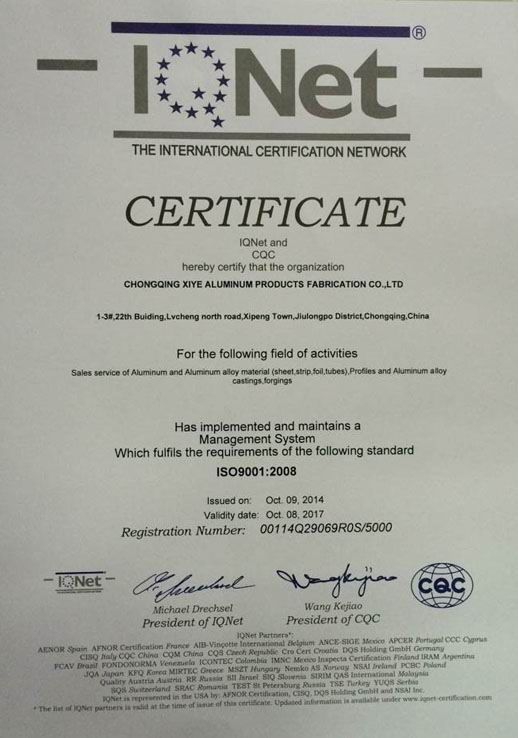 IQNet®
THE INTERNATIONAL CERTIFICATION NETWORK
CERTIFICATE
IQNet and
CQC
hereby certify that the organization
CHONGQING XIYE ALUMINUM PRODUCTS FABRICATION CO.,LTD
1-3#,22th Buiding,Lvcheng north road,Xipeng Town,Jiulongpo District,Chongqing,China
For the following field of activities
Sales service of Aluminum and Aluminum alloy material (sheet,strip,foil,tubes),Profiles and Aluminum alloy
castings,forgings
Has implemented and maintains a
Management System
Which fulfils the requirements of the following standard
ISO9001:2008
Issued on: Oct. 09, 2014
Validity date: Oct. 08, 2017
Registration Number: 00114Q29069R0S/5000
IQNet
CQC
Michael Drechsel Wang Kejiao
President of IQNet President of CQC
IQNet Partners*:
AENOR Spain AFNOR Certification France AIB-Vinçotte International Belgium ANCE-SIGE Mexico APCER Portugal CCC Cyprus
CISQ Italy CQC China CQM China CQS Czech Republic Cro Cert Croatia DQS Holding GmbH Germany
FCAV Brazil FONDONORMA Venezuela ICONTEC Colombia IMNC Mexico Inspecta Certification Finland IRAM Argentina
JQA Japan KFQ Korea MIRTEC Greece MSZT Hungary Nemko AS Norway NSAI Ireland PCBC Poland
Quality Austria Austria RR Russia SII Israel SIQ Slovenia SIRIM QAS International Malaysia
SQS Switzerland SRAC Romania TEST St Petersburg Russia TSE Turkey YUQS Serbia
IQNet is represented in the USA by: AFNOR Certification, CISQ, DQS Holding GmbH and NSAI Inc.
* The list of IQNet partners is valid at the time of issue of this certificate. Updated information is available under www.iqnet-certification.com